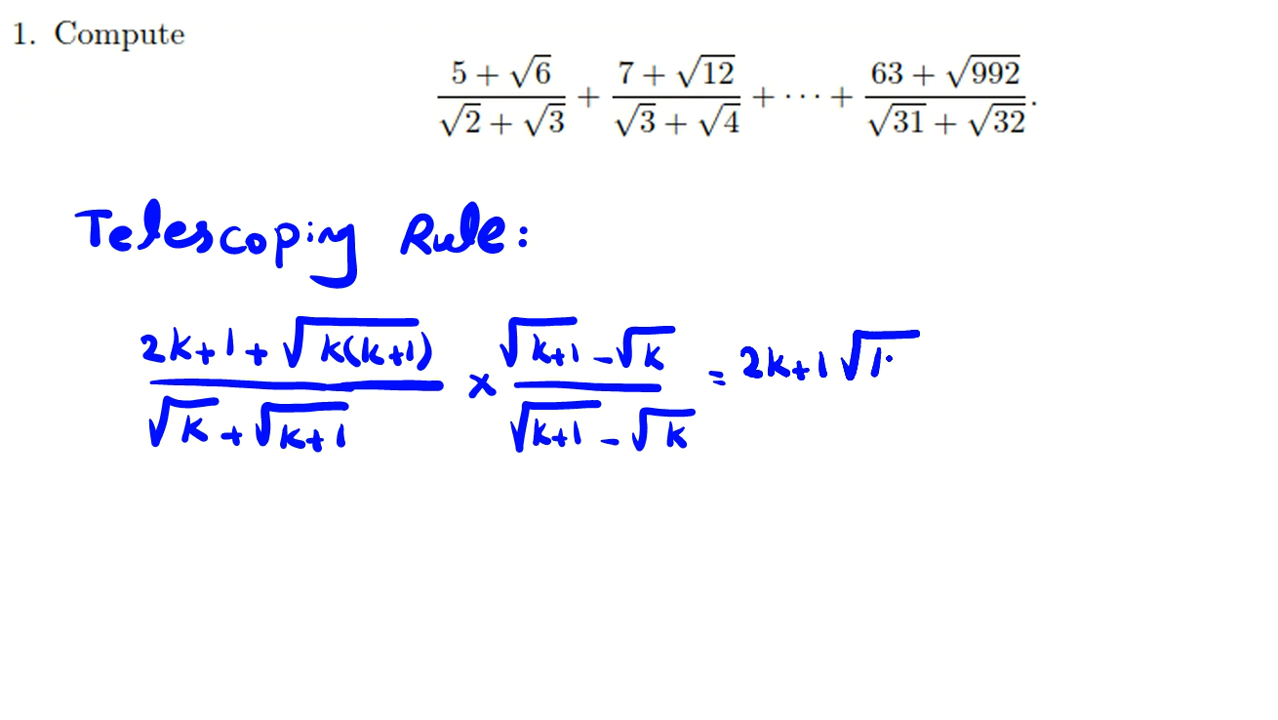 1. Compute
(5 + √6)/(√2 + √3) + (7 + √12)/(√3 + √4) + ⋯ + (63 + √992)/(√31 + √32).
Telescoping Rule:
(2k+1+√(k(k+1)))/(√k + √(k+1)) × (√(k+1) - √k)/(√(k+1) - √k) = 2k+1 √